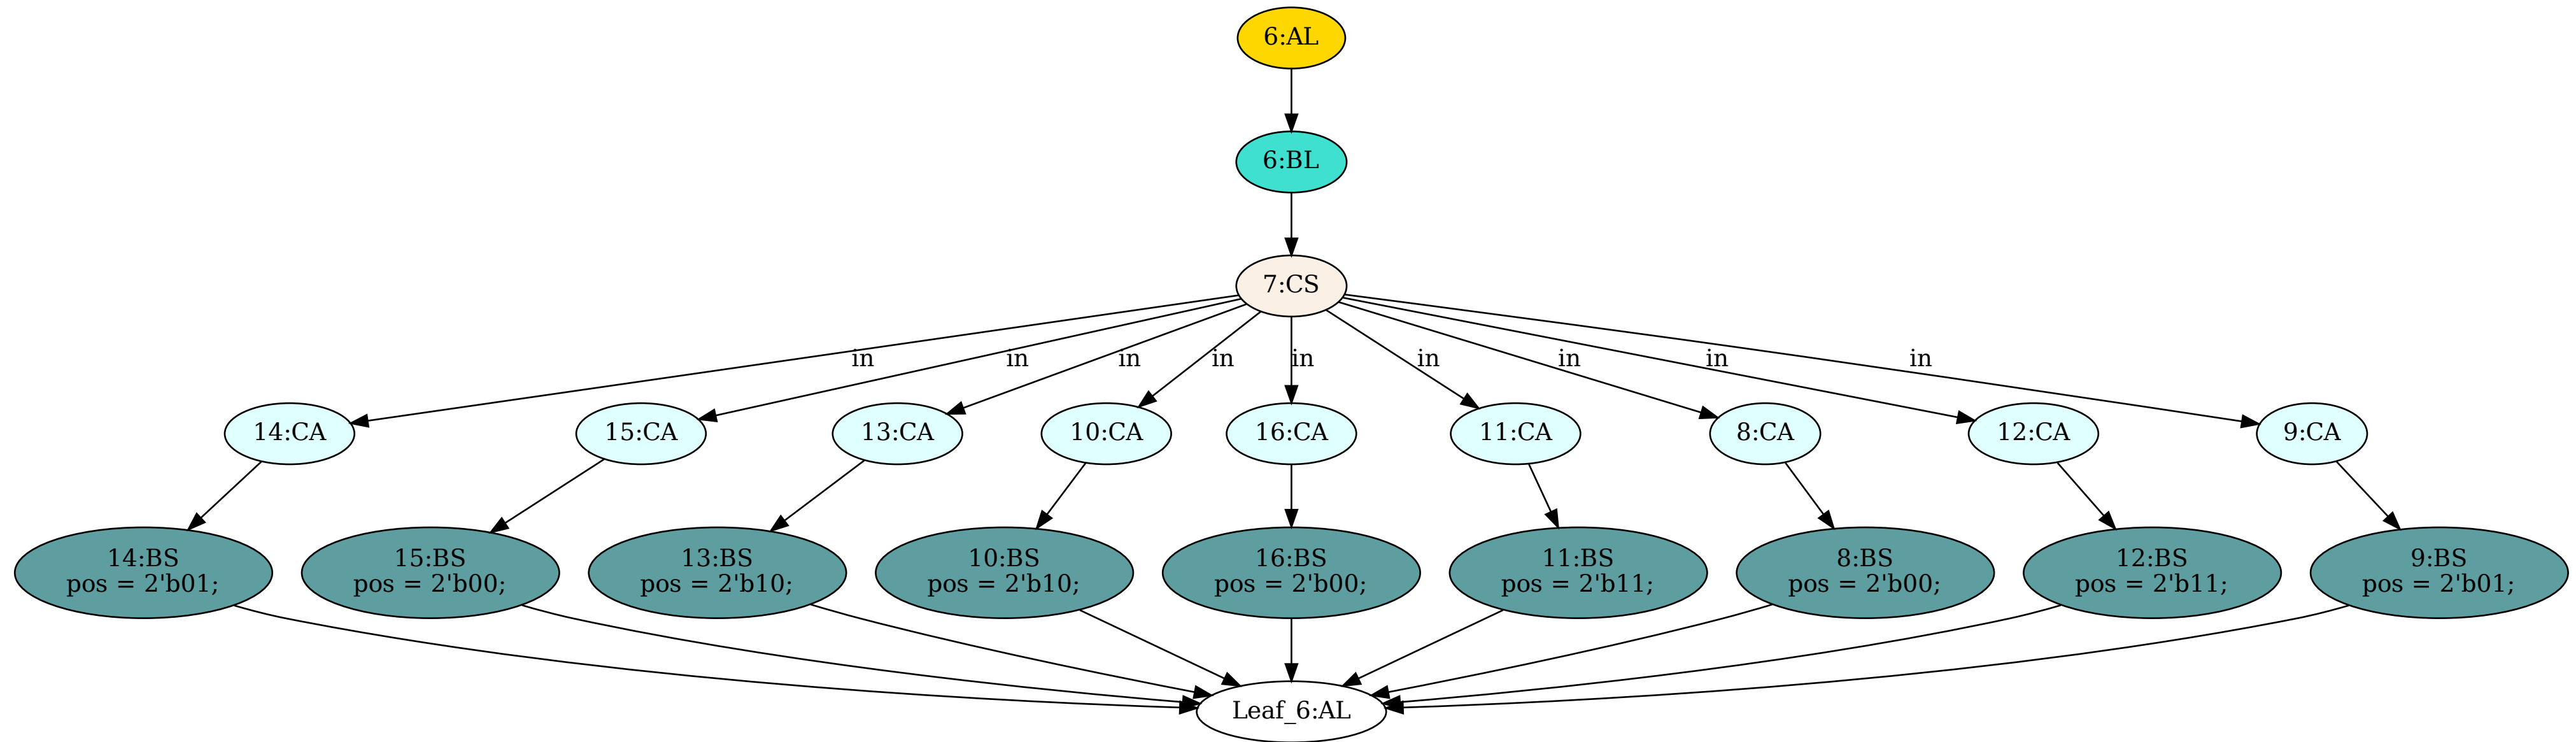 6:AL
6:BL
7:CS
in
in
in
in
in
in
in
in
in
14:CA
15:CA
13:CA
10:CA
16:CA
11:CA
8:CA
12:CA
9:CA
14:BS
pos = 2'b01;
15:BS
pos = 2'b00;
13:BS
pos = 2'b10;
10:BS
pos = 2'b10;
16:BS
pos = 2'b00;
11:BS
pos = 2'b11;
8:BS
pos = 2'b00;
12:BS
pos = 2'b11;
9:BS
pos = 2'b01;
Leaf_6:AL